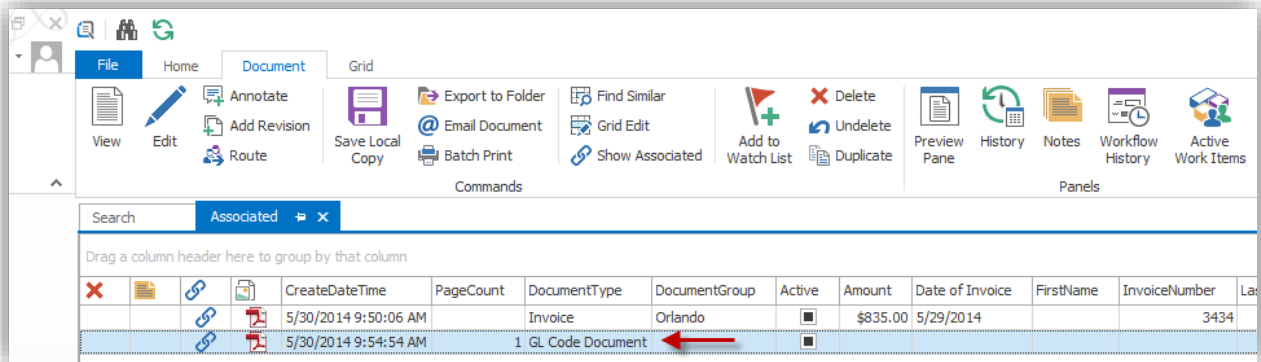 File Home Document Grid
View
Edit
Annotate
Add Revision
Route
Save Local
Copy
Export to Folder
Email Document
Batch Print
Find Similar
Grid Edit
Show Associated
Add to
Watch List
Delete
Undelete
Duplicate
Preview
Pane
History
Notes
Workflow
History
Active
Work Items
Commands
Panels
Search Associated
Drag a column header here to group by that column
CreateDateTime PageCount DocumentType DocumentGroup Active Amount Date of Invoice FirstName InvoiceNumber Las
5/30/2014 9:50:06 AM Invoice Orlando $835.00 5/29/2014 3434
5/30/2014 9:54:54 AM 1 GL Code Document